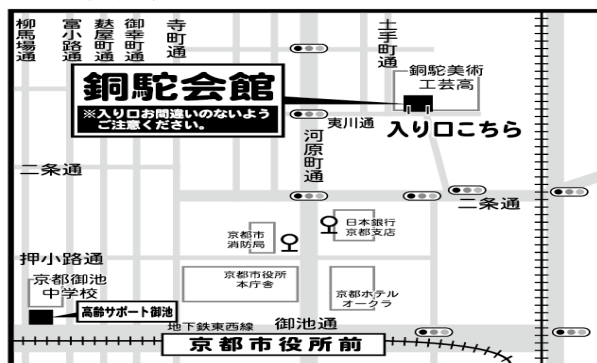 柳馬場通
富小路通
麩屋町通
御幸町通
寺町通
土手町通
銅駝美術
工芸高
銅駝会館
※入り口お間違いのないよう
ご注意ください。
夷川通
入り口こちら
河原町通
二条通
二条通
京都市
消防局
日本銀行
京都支店
押小路通
京都御池
中学校
京都市役所
本庁舎
京都ホテル
オークラ
高齢サポート御池
地下鉄東西線
御池通
京都市役所前